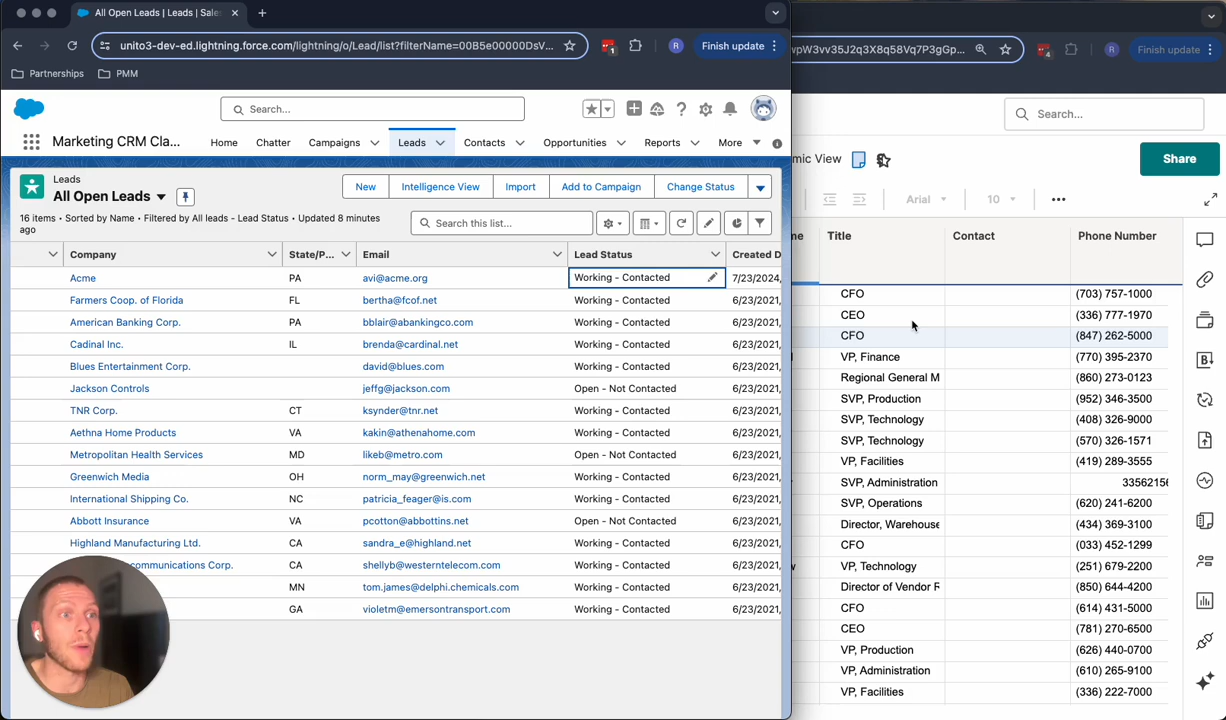 All Open Leads | Leads | Sales
unito3-dev-ed.lightning.force.com/lightning/o/Lead/list?filterName=00B5e00000DsV...
1
R
Finish update
Partnerships
PMM
Search...
Marketing CRM Cla...
Home
Chatter
Campaigns
Leads
Contacts
Opportunities
Reports
More
Leads
All Open Leads
New
Intelligence View
Import
Add to Campaign
Change Status
16 items • Sorted by Name • Filtered by All leads - Lead Status • Updated 8 minutes
ago
Search this list...
Company State/P... Email Lead Status Created D
Acme PA avi@acme.org Working - Contacted 7/23/2024,
Farmers Coop. of Florida FL bertha@fcof.net Working - Contacted 6/23/2021,
American Banking Corp. PA bblair@abankingco.com Working - Contacted 6/23/2021,
Cadinal Inc. IL brenda@cardinal.net Working - Contacted 6/23/2021,
Blues Entertainment Corp. david@blues.com Working - Contacted 6/23/2021,
Jackson Controls jeffg@jackson.com Open - Not Contacted 6/23/2021,
TNR Corp. CT ksynder@tnr.net Working - Contacted 6/23/2021,
Aethna Home Products VA kakin@athenahome.com Working - Contacted 6/23/2021,
Metropolitan Health Services MD likeb@metro.com Open - Not Contacted 6/23/2021,
Greenwich Media OH norm_may@greenwich.net Working - Contacted 6/23/2021,
International Shipping Co. NC patricia_feager@is.com Working - Contacted 6/23/2021,
Abbott Insurance VA pcotton@abbottins.net Open - Not Contacted 6/23/2021,
Highland Manufacturing Ltd. CA sandra_e@highland.net Working - Contacted 6/23/2021,
communications Corp. CA shellyb@westerntelecom.com Working - Contacted 6/23/2021,
MN tom.james@delphi.chemicals.com Working - Contacted 6/23/2021,
GA violetm@emersontransport.com Working - Contacted 6/23/2021,
wpW3vv35J2q3X8q58Vq7P3gGp...
4
R
Finish update
Search...
mic View
Share
Arial
10
me Title Contact Phone Number
CFO (703) 757-1000
CEO (336) 777-1970
CFO (847) 262-5000
VP, Finance (770) 395-2370
Regional General M (860) 273-0123
SVP, Production (952) 346-3500
SVP, Technology (408) 326-9000
SVP, Technology (570) 326-1571
VP, Facilities (419) 289-3555
SVP, Administration 33562156
SVP, Operations (620) 241-6200
Director, Warehouse (434) 369-3100
CFO (033) 452-1299
VP, Technology (251) 679-2200
Director of Vendor R (850) 644-4200
CFO (614) 431-5000
CEO (781) 270-6500
VP, Production (626) 440-0700
VP, Administration (610) 265-9100
VP, Facilities (336) 222-7000